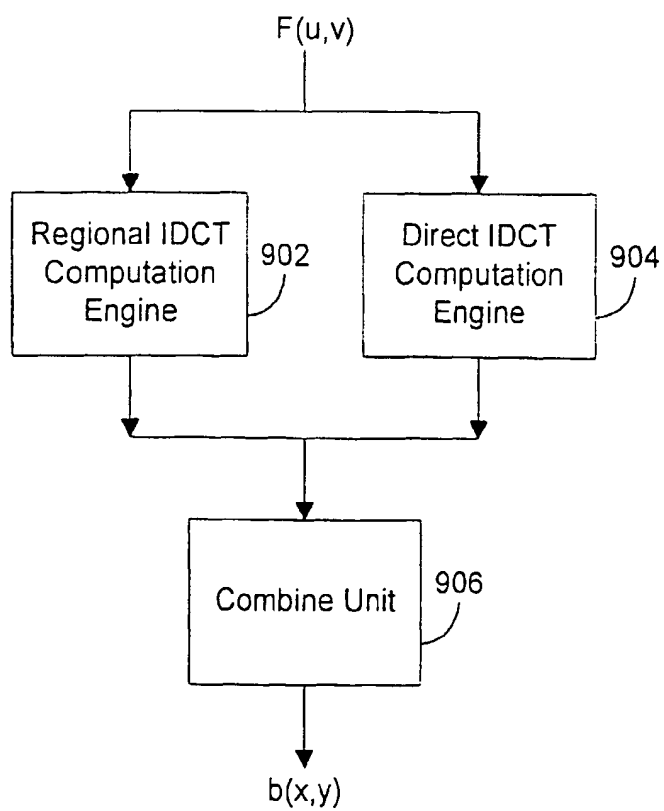 F(u,v)
Regional IDCT
Computation
Engine
902
Direct IDCT
Computation
Engine
904
Combine Unit
906
b(x,y)